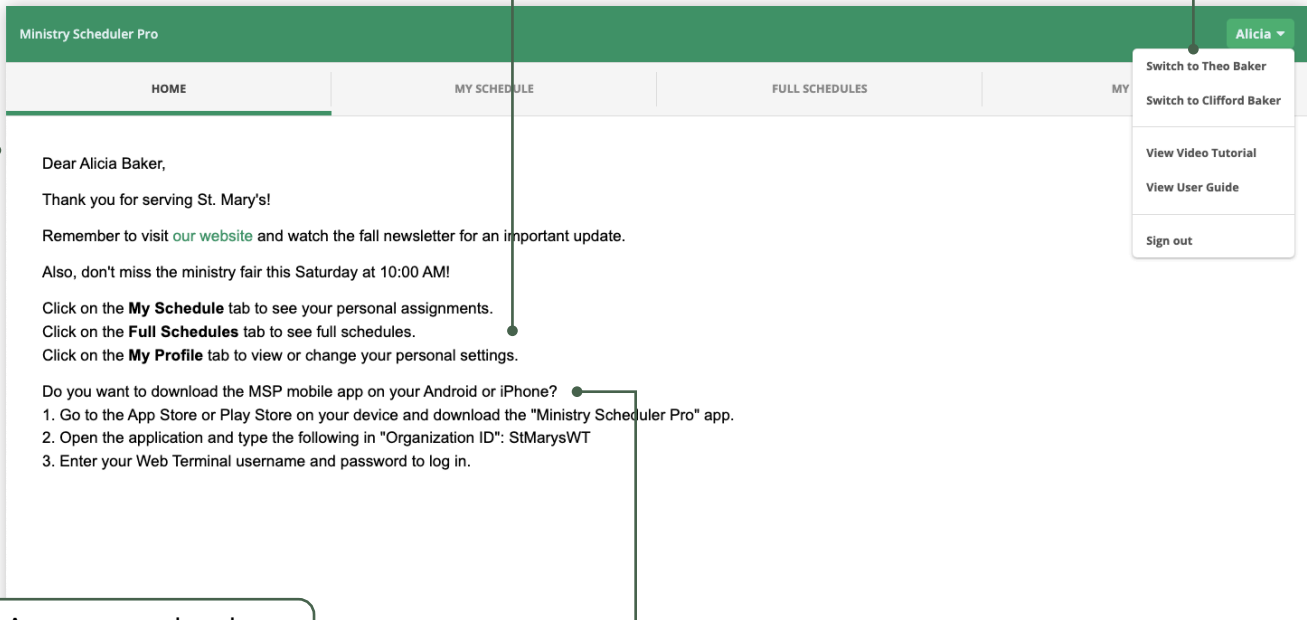 Ministry Scheduler Pro
Alicia
HOME
MY SCHEDULE
FULL SCHEDULES
MY
Switch to Theo Baker
Switch to Clifford Baker
View Video Tutorial
View User Guide
Sign out
Dear Alicia Baker,
Thank you for serving St. Mary's!
Remember to visit our website and watch the fall newsletter for an important update.
Also, don't miss the ministry fair this Saturday at 10:00 AM!
Click on the My Schedule tab to see your personal assignments.
Click on the Full Schedules tab to see full schedules.
Click on the My Profile tab to view or change your personal settings.
Do you want to download the MSP mobile app on your Android or iPhone?
1. Go to the App Store or Play Store on your device and download the "Ministry Scheduler Pro" app.
2. Open the application and type the following in "Organization ID": StMarysWT
3. Enter your Web Terminal username and password to log in.